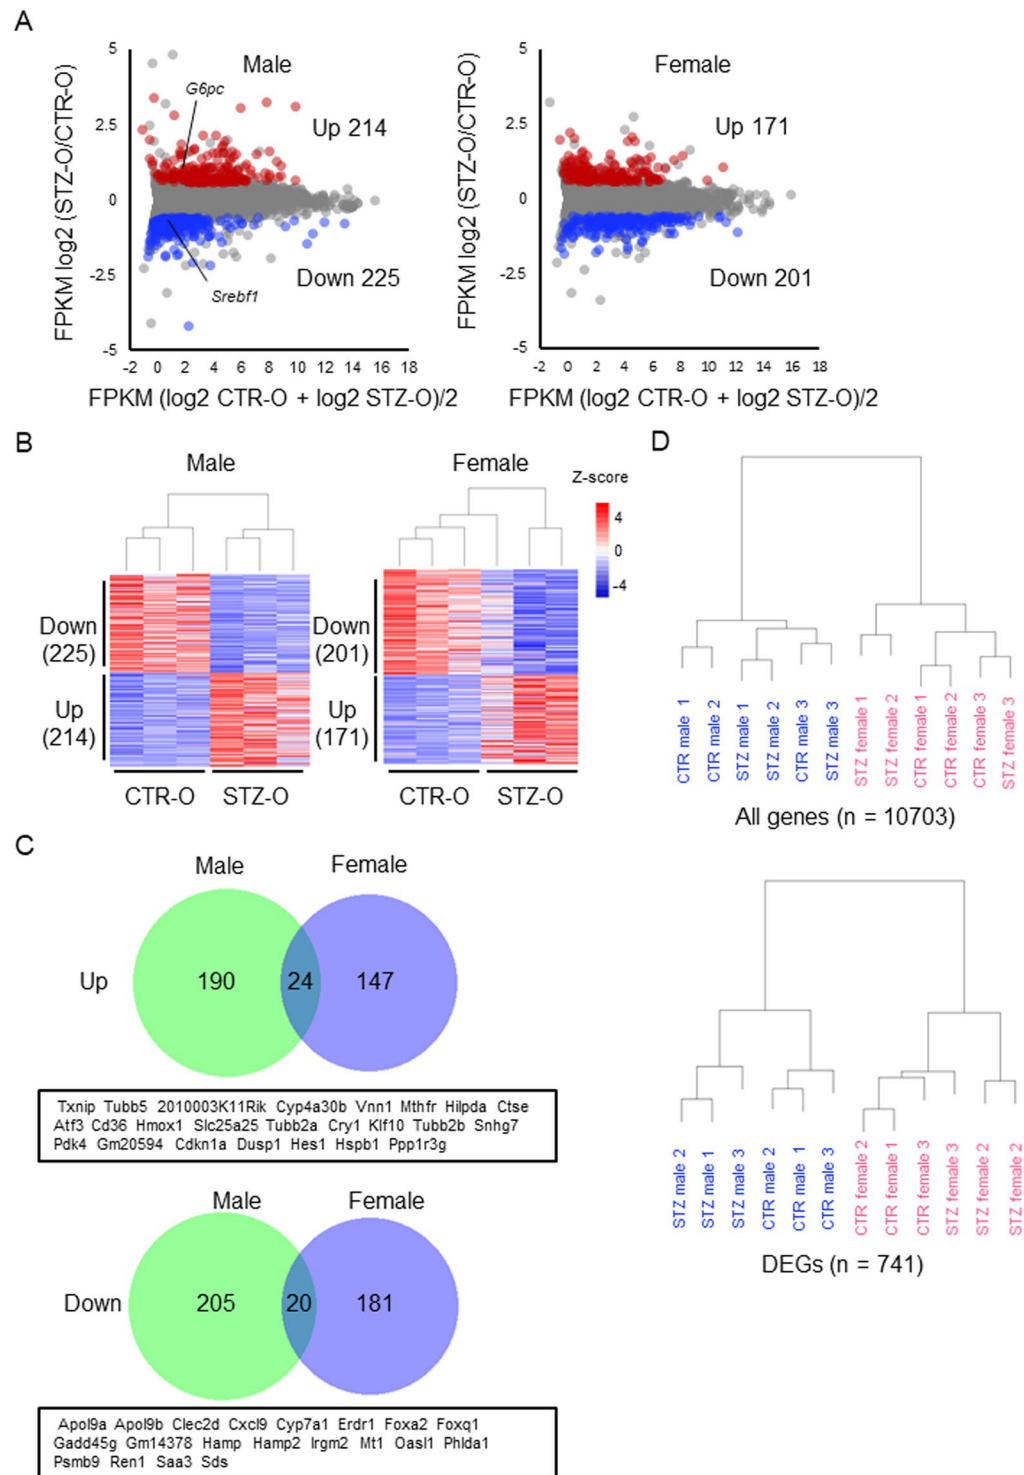 A
Male
Female
FPKM log2 (STZ-O/CTR-O)
5
2.5
0
-2.5
-5
G6pc
Up 214
Srebf1
Down 225
-2 0 2 4 6 8 10 12 14 16 18
FPKM (log2 CTR-O + log2 STZ-O)/2
FPKM log2 (STZ-O/CTR-O)
5
2.5
0
-2.5
-5
Up 171
Down 201
-2 0 2 4 6 8 10 12 14 16 18
FPKM (log2 CTR-O + log2 STZ-O)/2
B
Male
Female
Z-score
4
0
-4
Down
(225)
Up
(214)
CTR-O STZ-O
Down
(201)
Up
(171)
CTR-O STZ-O
C
Male
Female
Up
190
24
147
Txnip Tubb5 2010003K11Rik Cyp4a30b Vnn1 Mthfr Hilpda Ctse
Atf3 Cd36 Hmox1 Slc25a25 Tubb2a Cry1 Klf10 Tubb2b Snhg7
Pdk4 Gm20594 Cdkn1a Dusp1 Hes1 Hspb1 Ppp1r3g
Male
Female
Down
205
20
181
Apol9a Apol9b Clec2d Cxcl9 Cyp7a1 Erdr1 Foxa2 Foxq1
Gadd45g Gm14378 Hamp Hamp2 Irgm2 Mt1 Oasl1 Phlda1
Psmb9 Ren1 Saa3 Sds
D
CTR male 1
CTR male 2
STZ male 1
STZ male 2
CTR male 3
STZ male 3
STZ female 1
STZ female 2
CTR female 1
CTR female 2
CTR female 3
STZ female 3
All genes (n = 10703)
STZ male 2
STZ male 1
STZ male 3
CTR male 2
CTR male 1
CTR male 3
CTR female 2
CTR female 1
CTR female 3
STZ female 3
STZ female 2
STZ female 2
DEGs (n = 741)